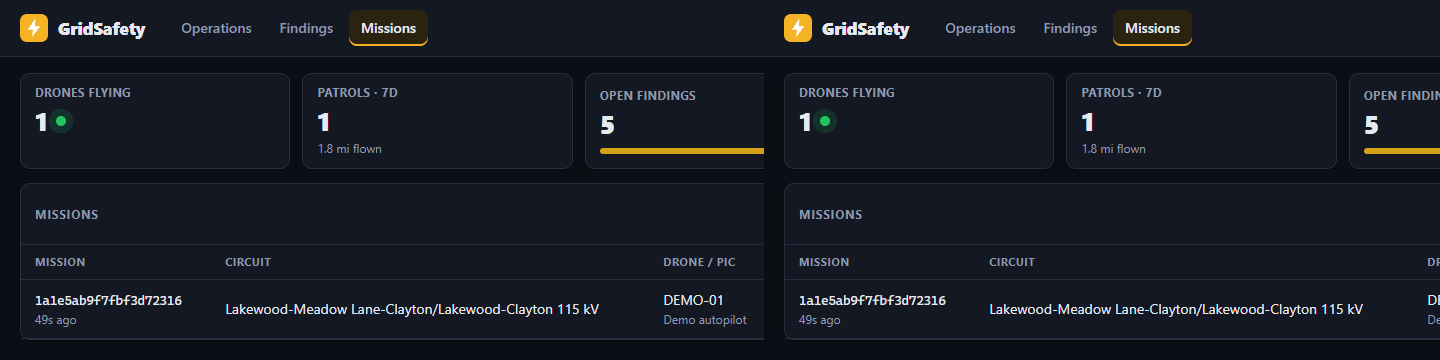 GridSafety Operations Findings Missions
DRONES FLYING PATROLS · 7D OPEN FINDINGS
1 1 5
1.8 mi flown
MISSIONS
MISSION CIRCUIT DRONE / PIC
1a1e5ab9f7fbf3d72316 Lakewood-Meadow Lane-Clayton/Lakewood-Clayton 115 kV DEMO-01
49s ago Demo autopilot
GridSafety Operations Findings Missions
DRONES FLYING PATROLS · 7D OPEN FINDIN
1 1 5
1.8 mi flown
MISSIONS
MISSION CIRCUIT
1a1e5ab9f7fbf3d72316 Lakewood-Meadow Lane-Clayton/Lakewood-Clayton 115 kV
49s ago